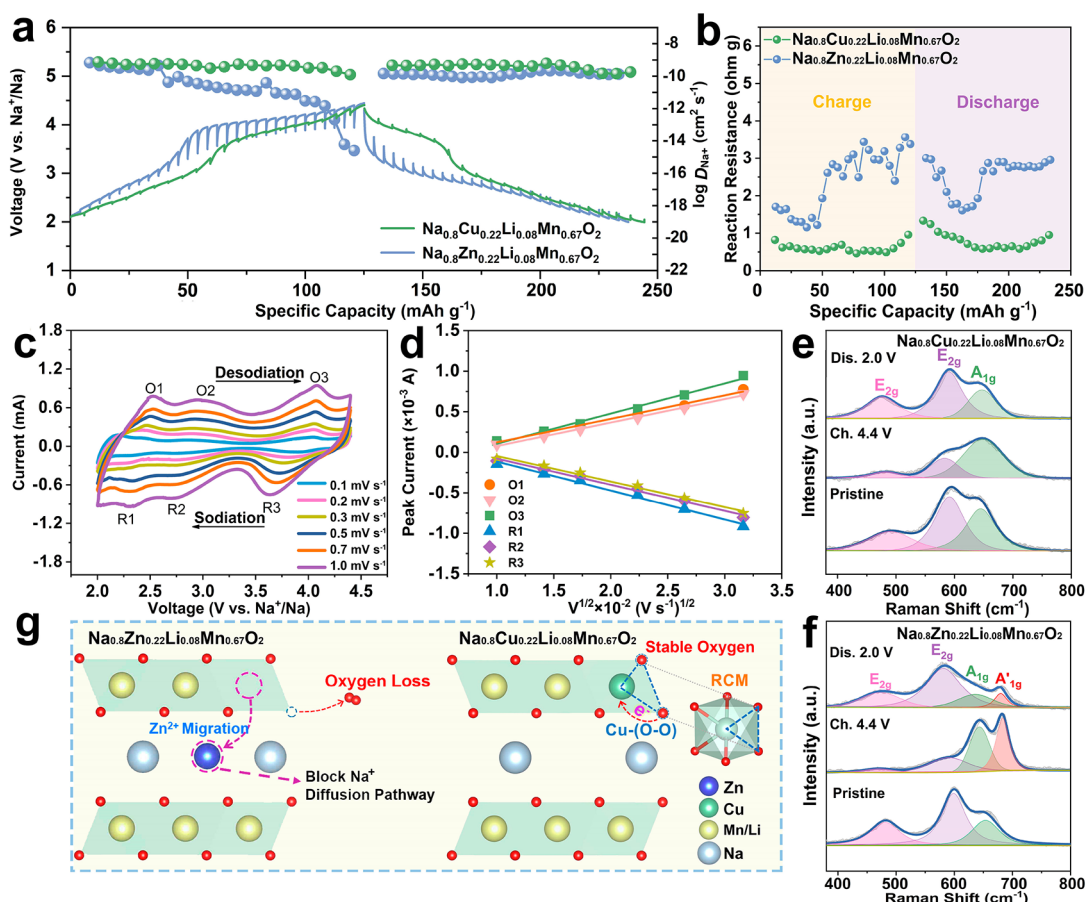 a
Voltage (V vs. Na⁺/Na)
6
5
4
3
2
1
0
50
100
150
200
250
Specific Capacity (mAh g⁻¹)
-8
-10
-12
-14
-16
-18
-20
-22
log D_Na⁺ (cm² s⁻¹)
Na₀.₈Cu₀.₂₂Li₀.₀₈Mn₀.₆₇O₂
Na₀.₈Zn₀.₂₂Li₀.₀₈Mn₀.₆₇O₂
b
Reaction Resistance (ohm g)
6
5
4
3
2
1
0
Na₀.₈Cu₀.₂₂Li₀.₀₈Mn₀.₆₇O₂
Na₀.₈Zn₀.₂₂Li₀.₀₈Mn₀.₆₇O₂
Charge
Discharge
0
50
100
150
200
250
Specific Capacity (mAh g⁻¹)
c
Current (mA)
1.2
0.6
0.0
-0.6
-1.2
-1.8
O1
O2
Desodiation
O3
R1
R2
R3
Sodiation
0.1 mV s⁻¹
0.2 mV s⁻¹
0.3 mV s⁻¹
0.5 mV s⁻¹
0.7 mV s⁻¹
1.0 mV s⁻¹
2.0
2.5
3.0
3.5
4.0
4.5
5.0
Voltage (V vs. Na⁺/Na)
d
Peak Current (×10⁻³ A)
1.5
1.0
0.5
0.0
-0.5
-1.0
-1.5
O1
O2
O3
R1
R2
R3
1.0
1.5
2.0
2.5
3.0
3.5
V¹/²×10⁻² (V s⁻¹)¹/²
e
Na₀.₈Cu₀.₂₂Li₀.₀₈Mn₀.₆₇O₂
Intensity (a.u.)
Dis. 2.0 V
E₂g
E₂g
A₁g
Ch. 4.4 V
Pristine
400
500
600
700
800
Raman Shift (cm⁻¹)
f
Na₀.₈Zn₀.₂₂Li₀.₀₈Mn₀.₆₇O₂
Intensity (a.u.)
Dis. 2.0 V
E₂g
E₂g
A₁g
A'₁g
Ch. 4.4 V
Pristine
400
500
600
700
800
Raman Shift (cm⁻¹)
g
Na₀.₈Zn₀.₂₂Li₀.₀₈Mn₀.₆₇O₂
Oxygen Loss
Zn²⁺ Migration
Block Na⁺
Diffusion Pathway
Na₀.₈Cu₀.₂₂Li₀.₀₈Mn₀.₆₇O₂
Stable Oxygen
RCM
e⁻
Cu-(O-O)
Zn
Cu
Mn/Li
Na